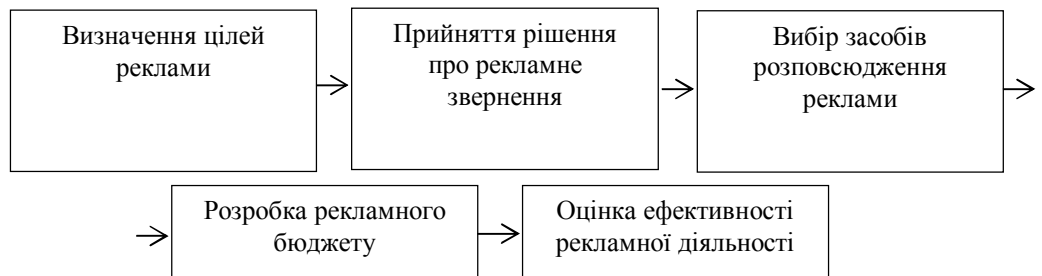 Визначення цілей
реклами
Прийняття рішення
про рекламне
звернення
Вибір засобів
розповсюдження
реклами
Розробка рекламного
бюджету
Оцінка ефективності
рекламної діяльності